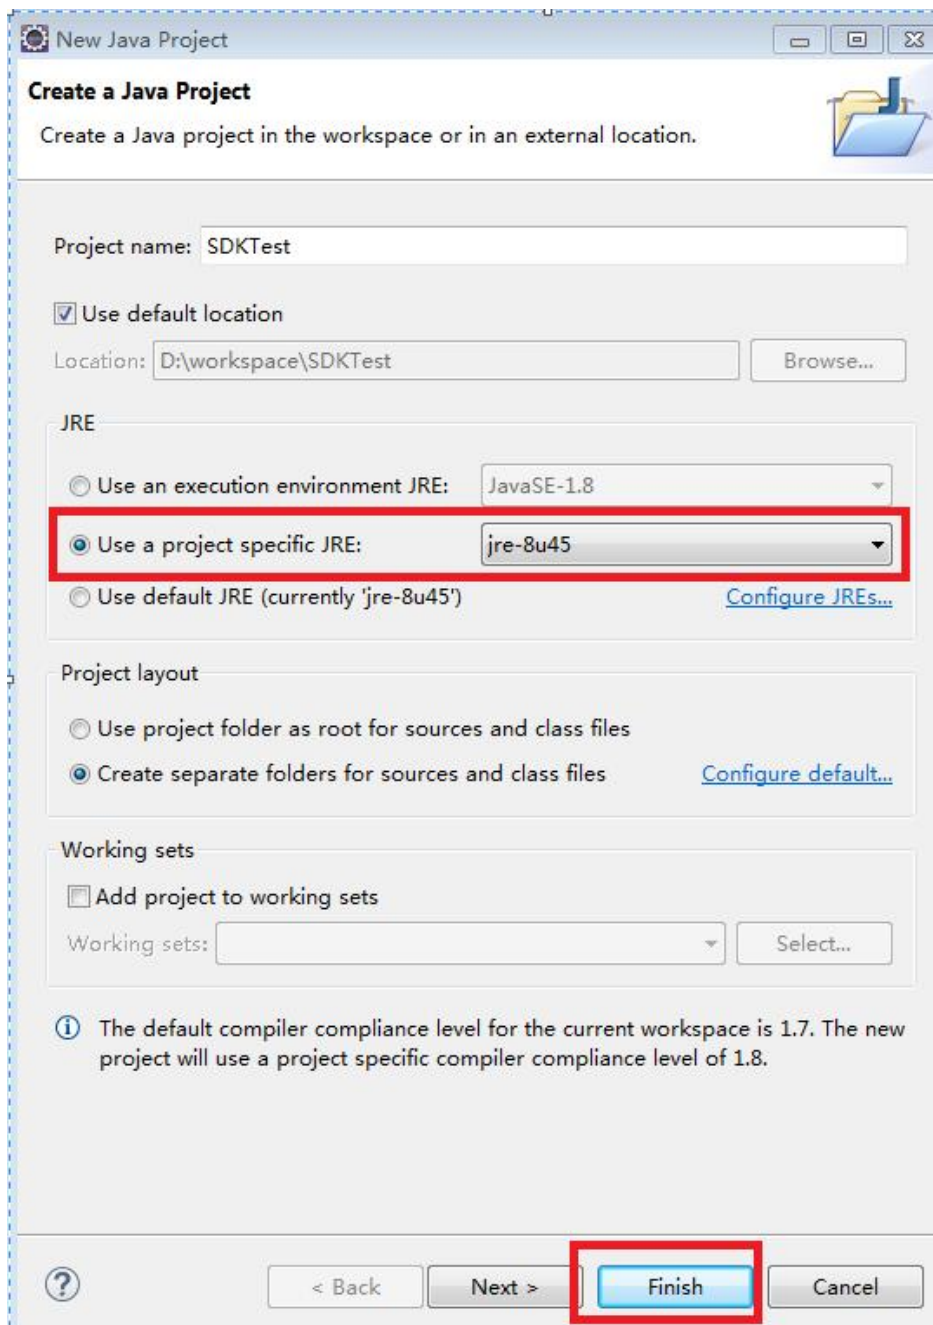 New Java Project
Create a Java Project
Create a Java project in the workspace or in an external location.
Project name: SDKTest
Use default location
Location: D:\workspace\SDKTest Browse...
JRE
Use an execution environment JRE: JavaSE-1.8
Use a project specific JRE: jre-8u45
Use default JRE (currently 'jre-8u45') Configure JREs...
Project layout
Use project folder as root for sources and class files
Create separate folders for sources and class files Configure default...
Working sets
Add project to working sets
Working sets: Select...
The default compiler compliance level for the current workspace is 1.7. The new
project will use a project specific compiler compliance level of 1.8.
? < Back Next > Finish Cancel